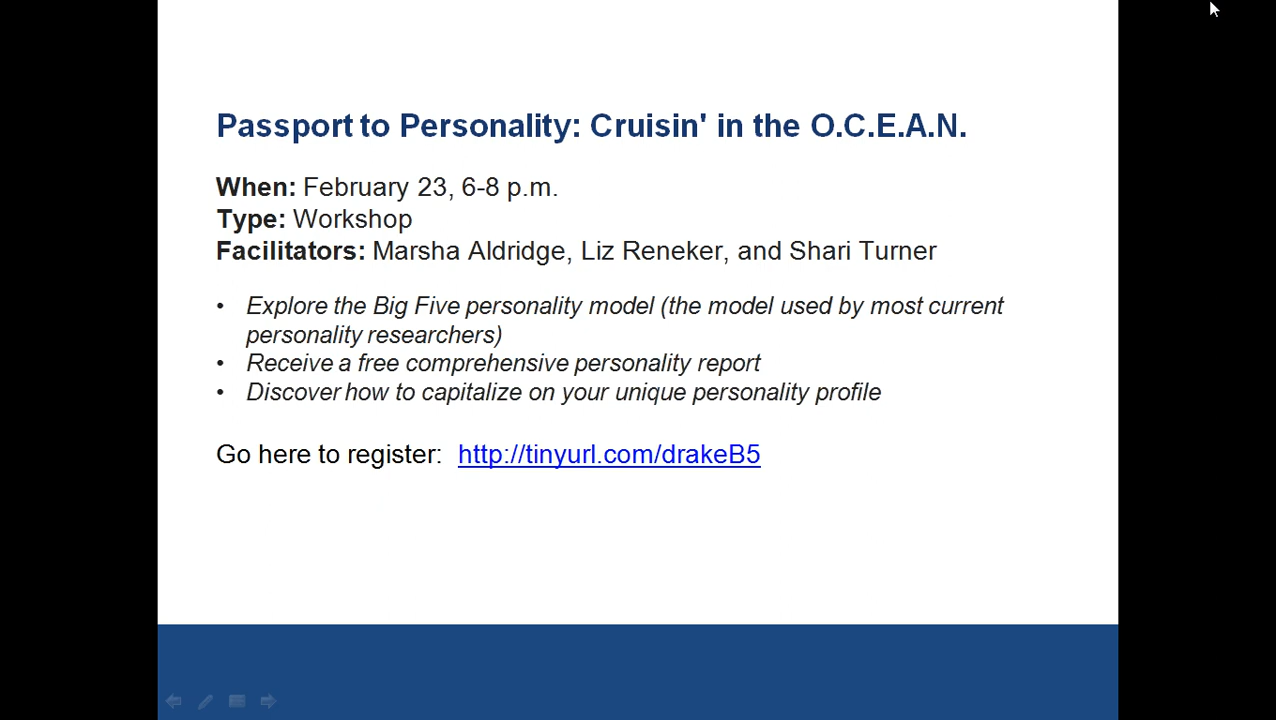 Passport to Personality: Cruisin' in the O.C.E.A.N.
When: February 23, 6-8 p.m.
Type: Workshop
Facilitators: Marsha Aldridge, Liz Reneker, and Shari Turner
• Explore the Big Five personality model (the model used by most current
personality researchers)
• Receive a free comprehensive personality report
• Discover how to capitalize on your unique personality profile
Go here to register: http://tinyurl.com/drakeB5